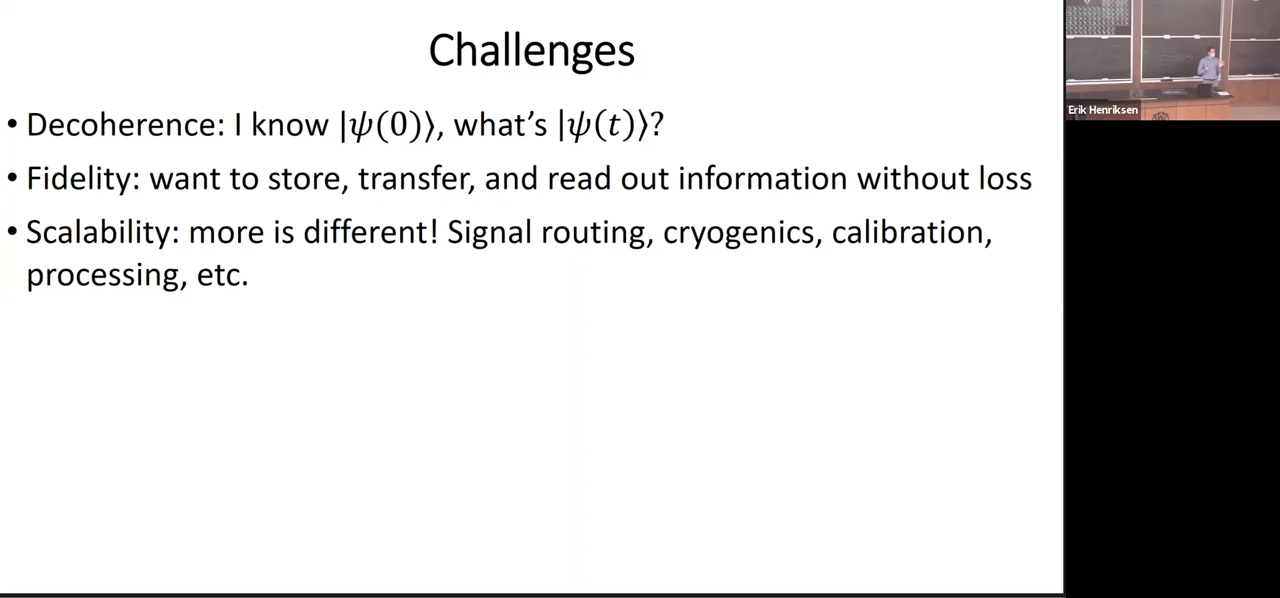 Challenges
• Decoherence: I know |ψ(0)⟩, what’s |ψ(t)⟩?
• Fidelity: want to store, transfer, and read out information without loss
• Scalability: more is different! Signal routing, cryogenics, calibration,
processing, etc.
Erik Henriksen